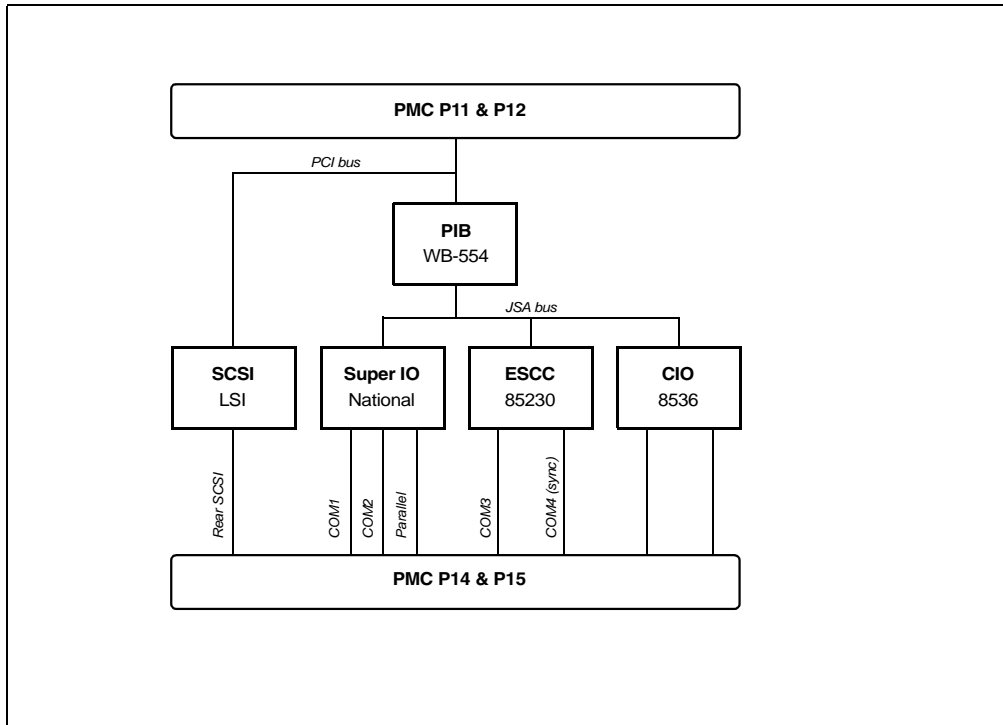 PMC P11 & P12
PCI bus
PIB
WB-554
JSA bus
SCSI
LSI
Super IO
National
ESCC
85230
CIO
8536
Rear SCSI
COM1
COM2
Parallel
COM3
COM4 (sync)
PMC P14 & P15